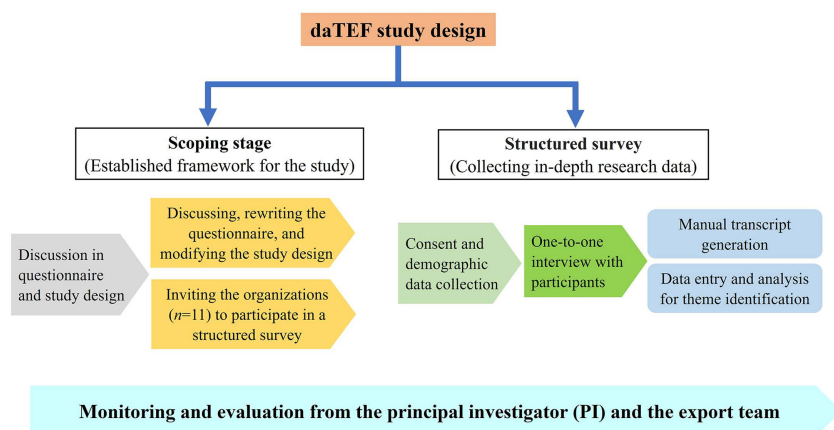 daTEF study design
Scoping stage
(Established framework for the study)
Structured survey
(Collecting in-depth research data)
Discussion in
questionnaire
and study design
Discussing, rewriting the
questionnaire, and
modifying the study design
Inviting the organizations
(n=11) to participate in a
structured survey
Consent and
demographic
data collection
One-to-one
interview with
participants
Manual transcript
generation
Data entry and analysis
for theme identification
Monitoring and evaluation from the principal investigator (PI) and the export team